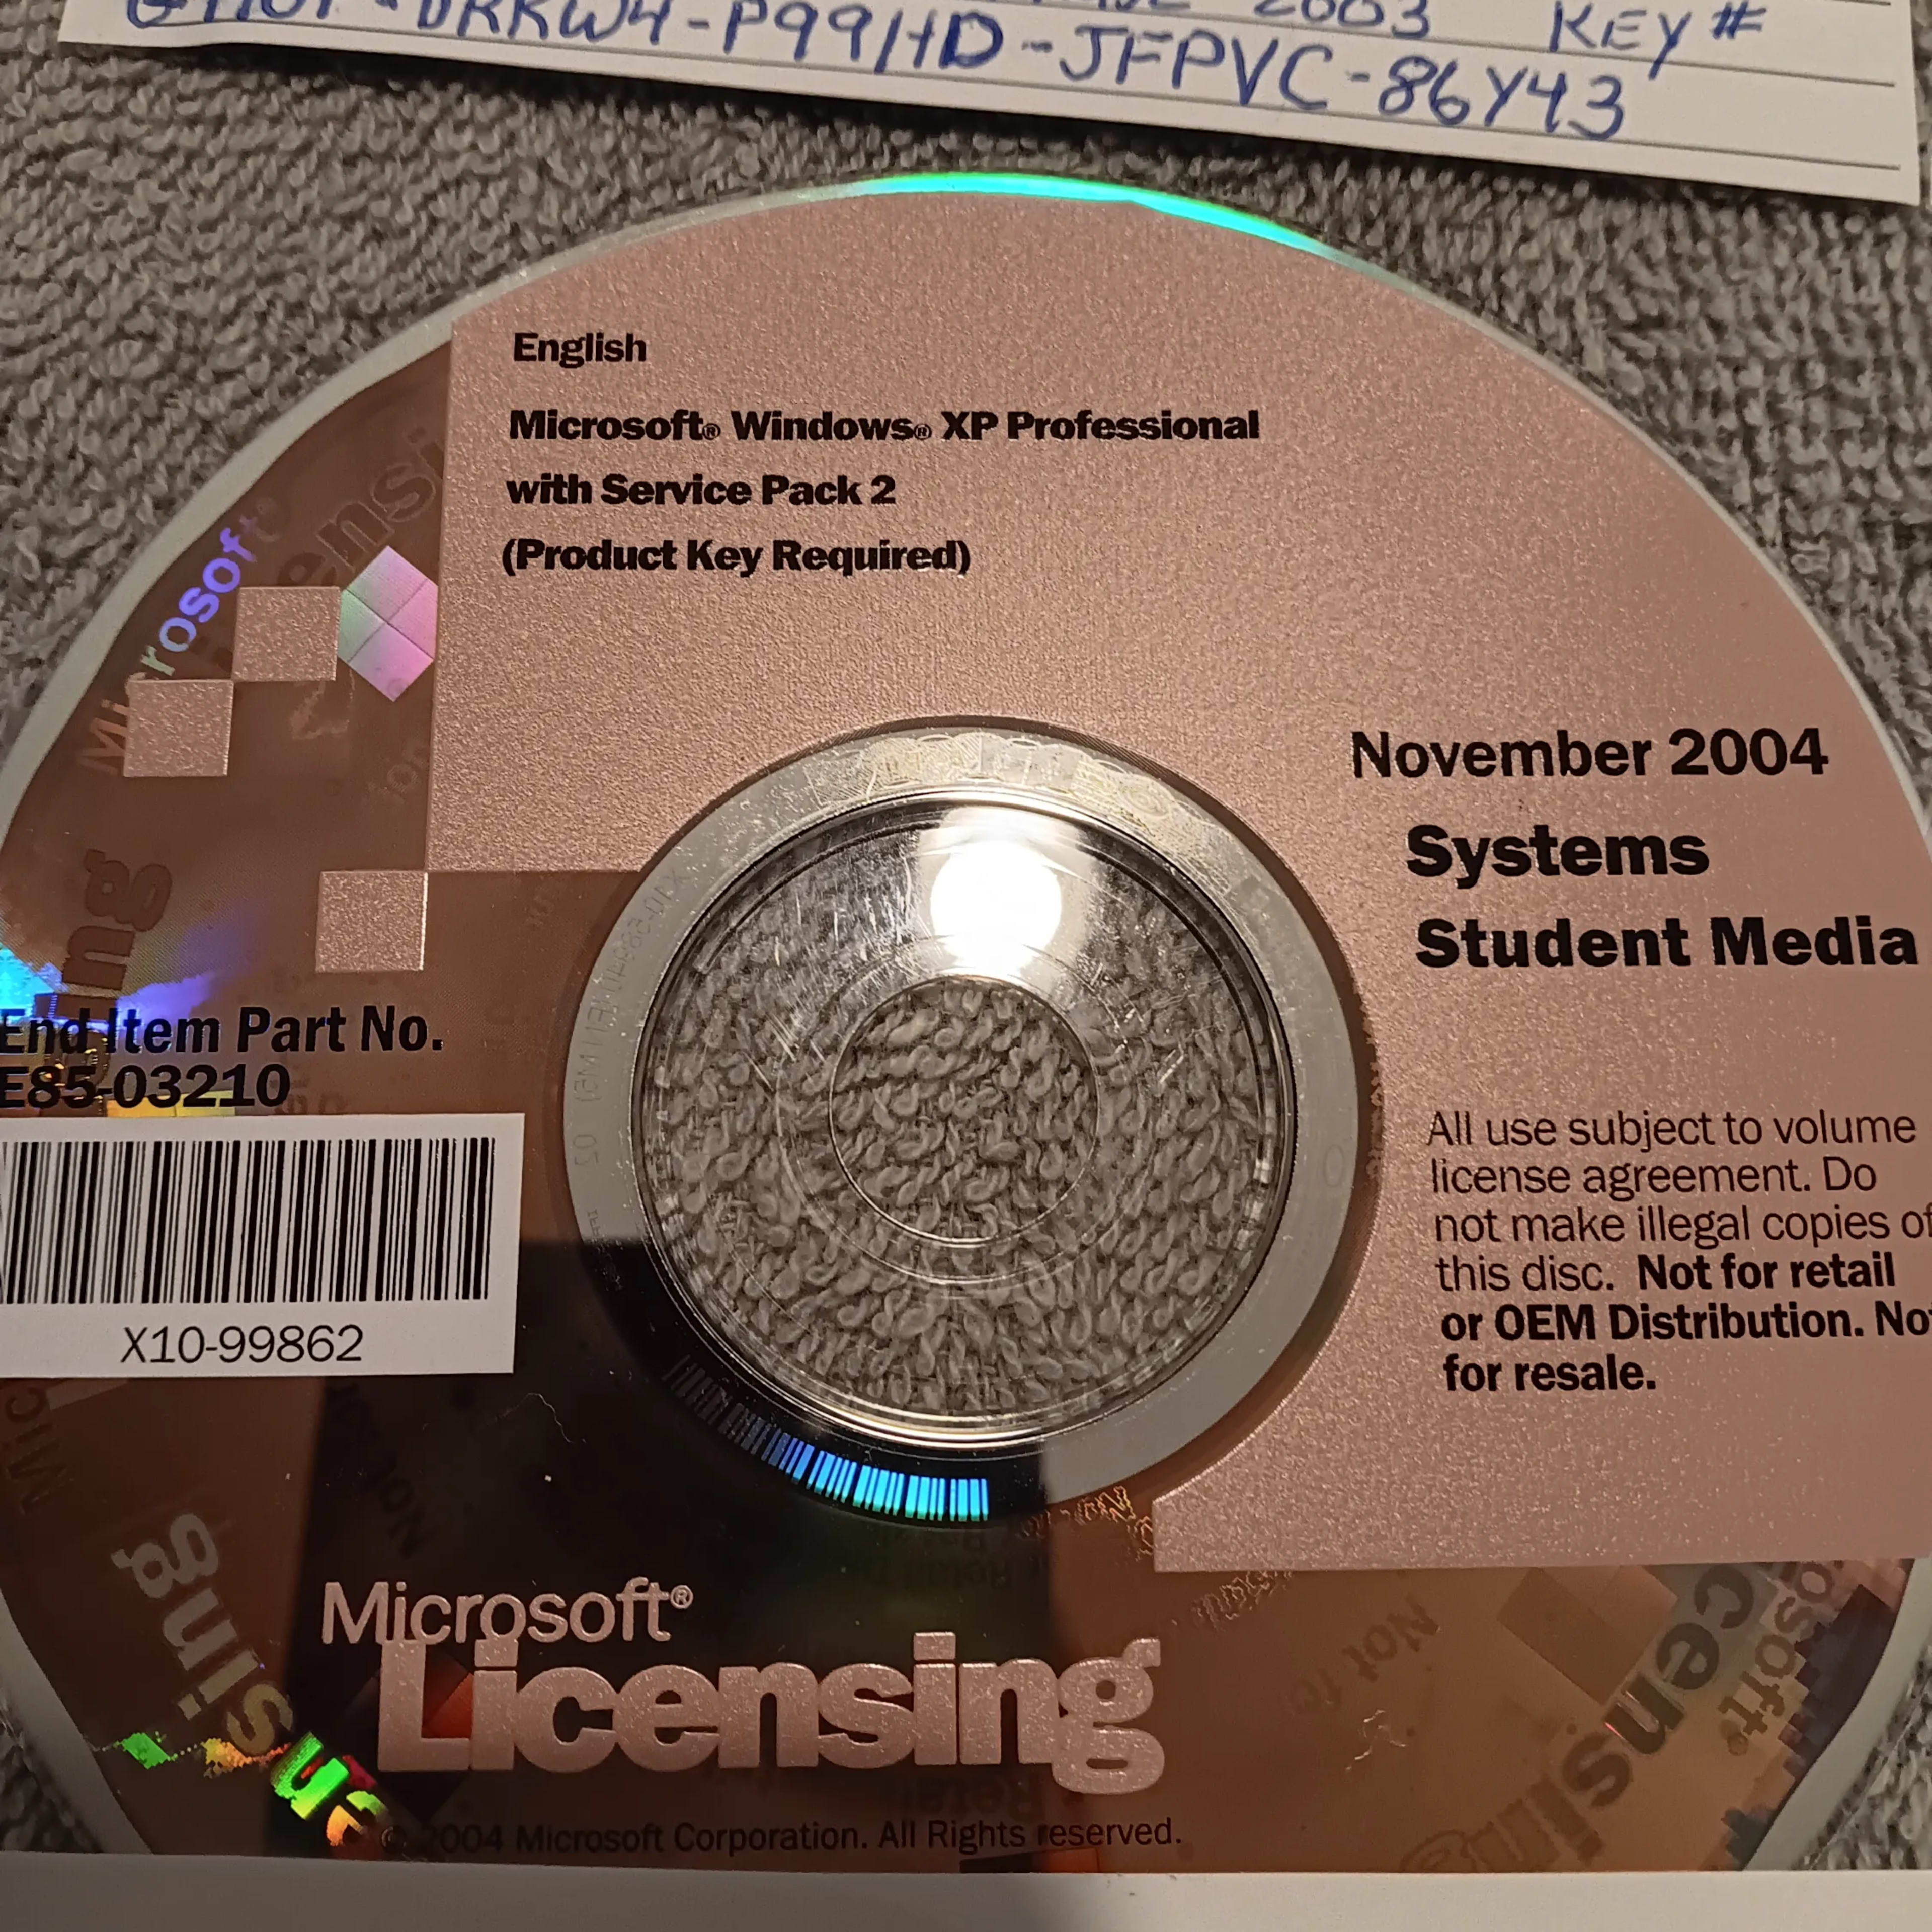 2003 KEY #
-P99HD-JFPVC-86Y43
English
Microsoft® Windows® XP Professional
with Service Pack 2
(Product Key Required)
Microsoft
November 2004
Systems
Student Media
End Item Part No.
E85-03210
X10-99862
All use subject to volume
license agreement. Do
not make illegal copies of
this disc. Not for retail
or OEM Distribution. No
for resale.
Microsoft®
Licensing
© 2004 Microsoft Corporation. All Rights reserved.